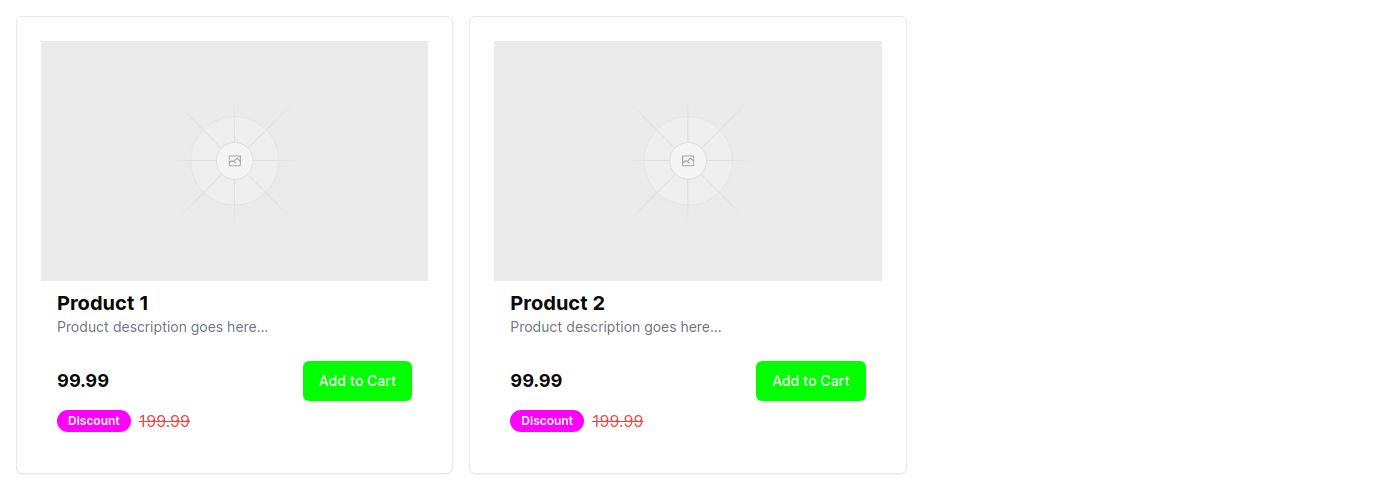 Product 1
Product description goes here...
99.99
Add to Cart
Discount 199.99
Product 2
Product description goes here...
99.99
Add to Cart
Discount 199.99